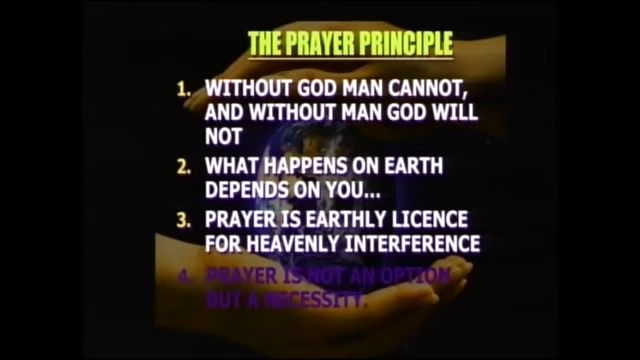 THE PRAYER PRINCIPLE
1. WITHOUT GOD MAN CANNOT,
AND WITHOUT MAN GOD WILL
NOT
2. WHAT HAPPENS ON EARTH
DEPENDS ON YOU...
3. PRAYER IS EARTHLY LICENCE
FOR HEAVENLY INTERFERENCE
4. PRAYER IS NOT AN OPTION
BUT A NECESSITY.